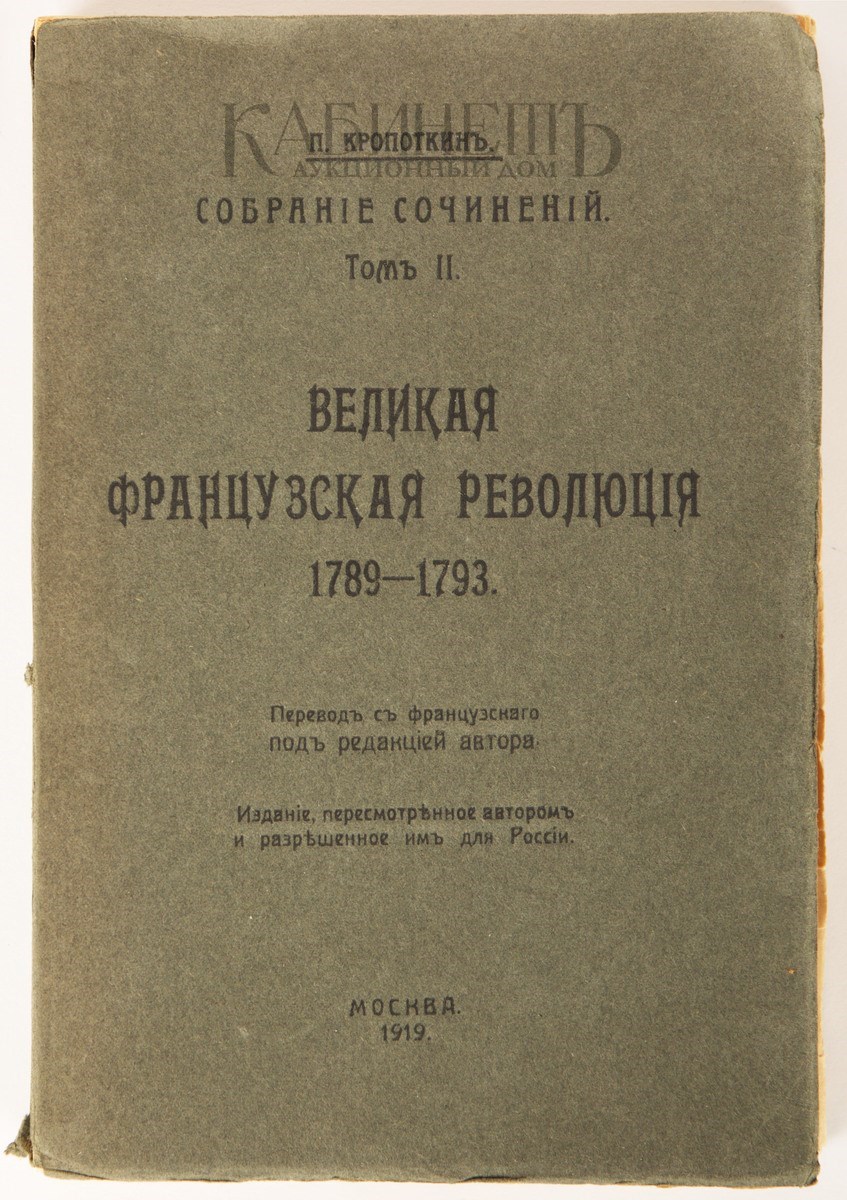 КАБИНЕТЪ
П. КРОПОТКИНЪ.
АУКЦИОННЫЙ ДОМ
СОБРАНІЕ СОЧИНЕНІЙ.
Томъ II.
ВЕЛИКАЯ
ФРАНЦУЗСКАЯ РЕВОЛЮЦІЯ
1789—1793.
Переводъ съ французскаго
подъ редакціей автора.
Изданіе, пересмотрѣнное авторомъ
и разрѣшенное имъ для Россіи.
МОСКВА.
1919.